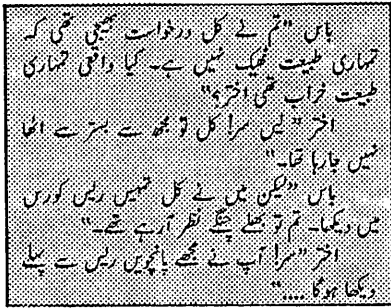 باس "تم نے کل درخواست بھیجی تھی کہ
تمہاری طبیعت ٹھیک نہیں ہے۔ کیا واقعی تمہاری
طبیعت خراب تھی اختر؟"
اختر "یس سر! کل تو مجھ سے بستر سے اٹھا
نہیں جارہا تھا۔"
باس "لیکن میں نے کل تمہیں ریس کورس
میں دیکھا۔ تم تو بھلے چنگے نظر آرہے تھے۔"
اختر "سر! آپ نے مجھے پانچویں ریس سے پہلے
دیکھا ہوگا...."